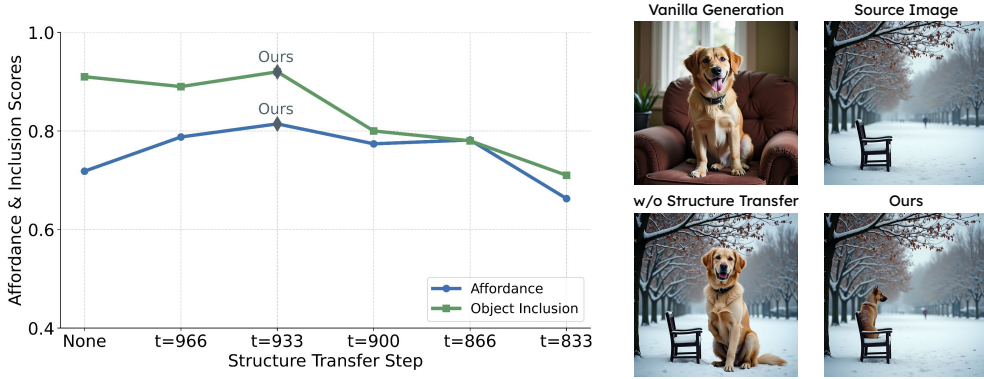 Affordance & Inclusion Scores
1.0
0.8
0.6
0.4
Ours
Ours
Affordance
Object Inclusion
None t=966 t=933 t=900 t=866 t=833
Structure Transfer Step
Vanilla Generation
Source Image
w/o Structure Transfer
Ours